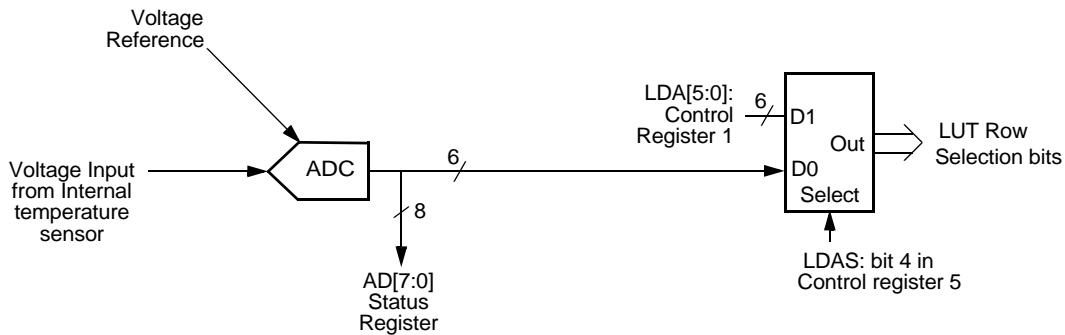 Voltage
Reference
Voltage Input
from Internal
temperature
sensor
ADC
6
8
AD[7:0]
Status
Register
LDA[5:0]:
Control
Register 1
6
D1
D0
Out
Select
LUT Row
Selection bits
LDAS: bit 4 in
Control register 5